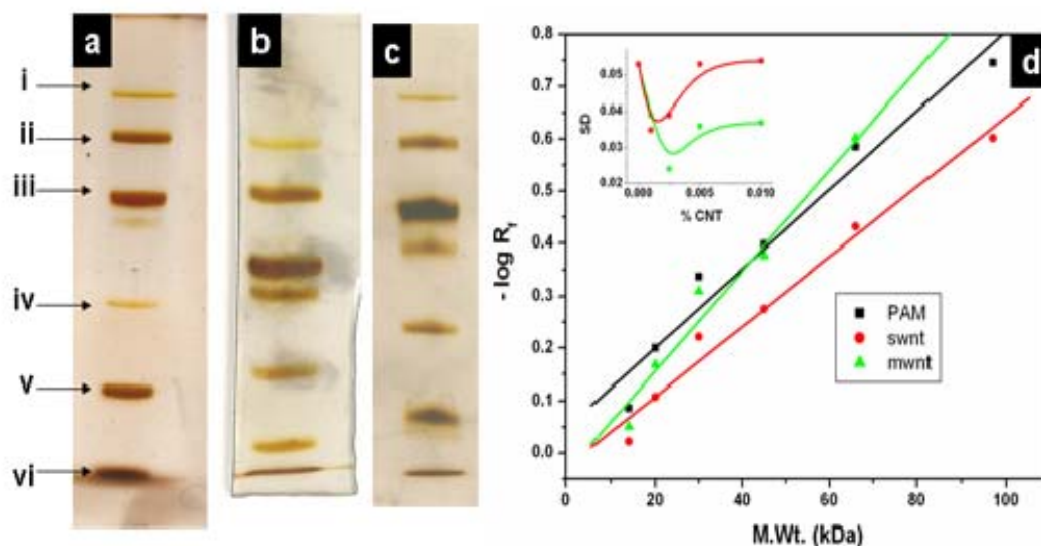 a
b
c
d
i
ii
iii
iv
v
vi
0.8
0.7
0.6
0.5
0.4
0.3
0.2
0.1
0.0
- log Rf
0 20 40 60 80 100
M.Wt. (kDa)
0.05
0.04
0.03
0.02
SD
0.000 0.005 0.010
% CNT
PAM
swnt
mwnt